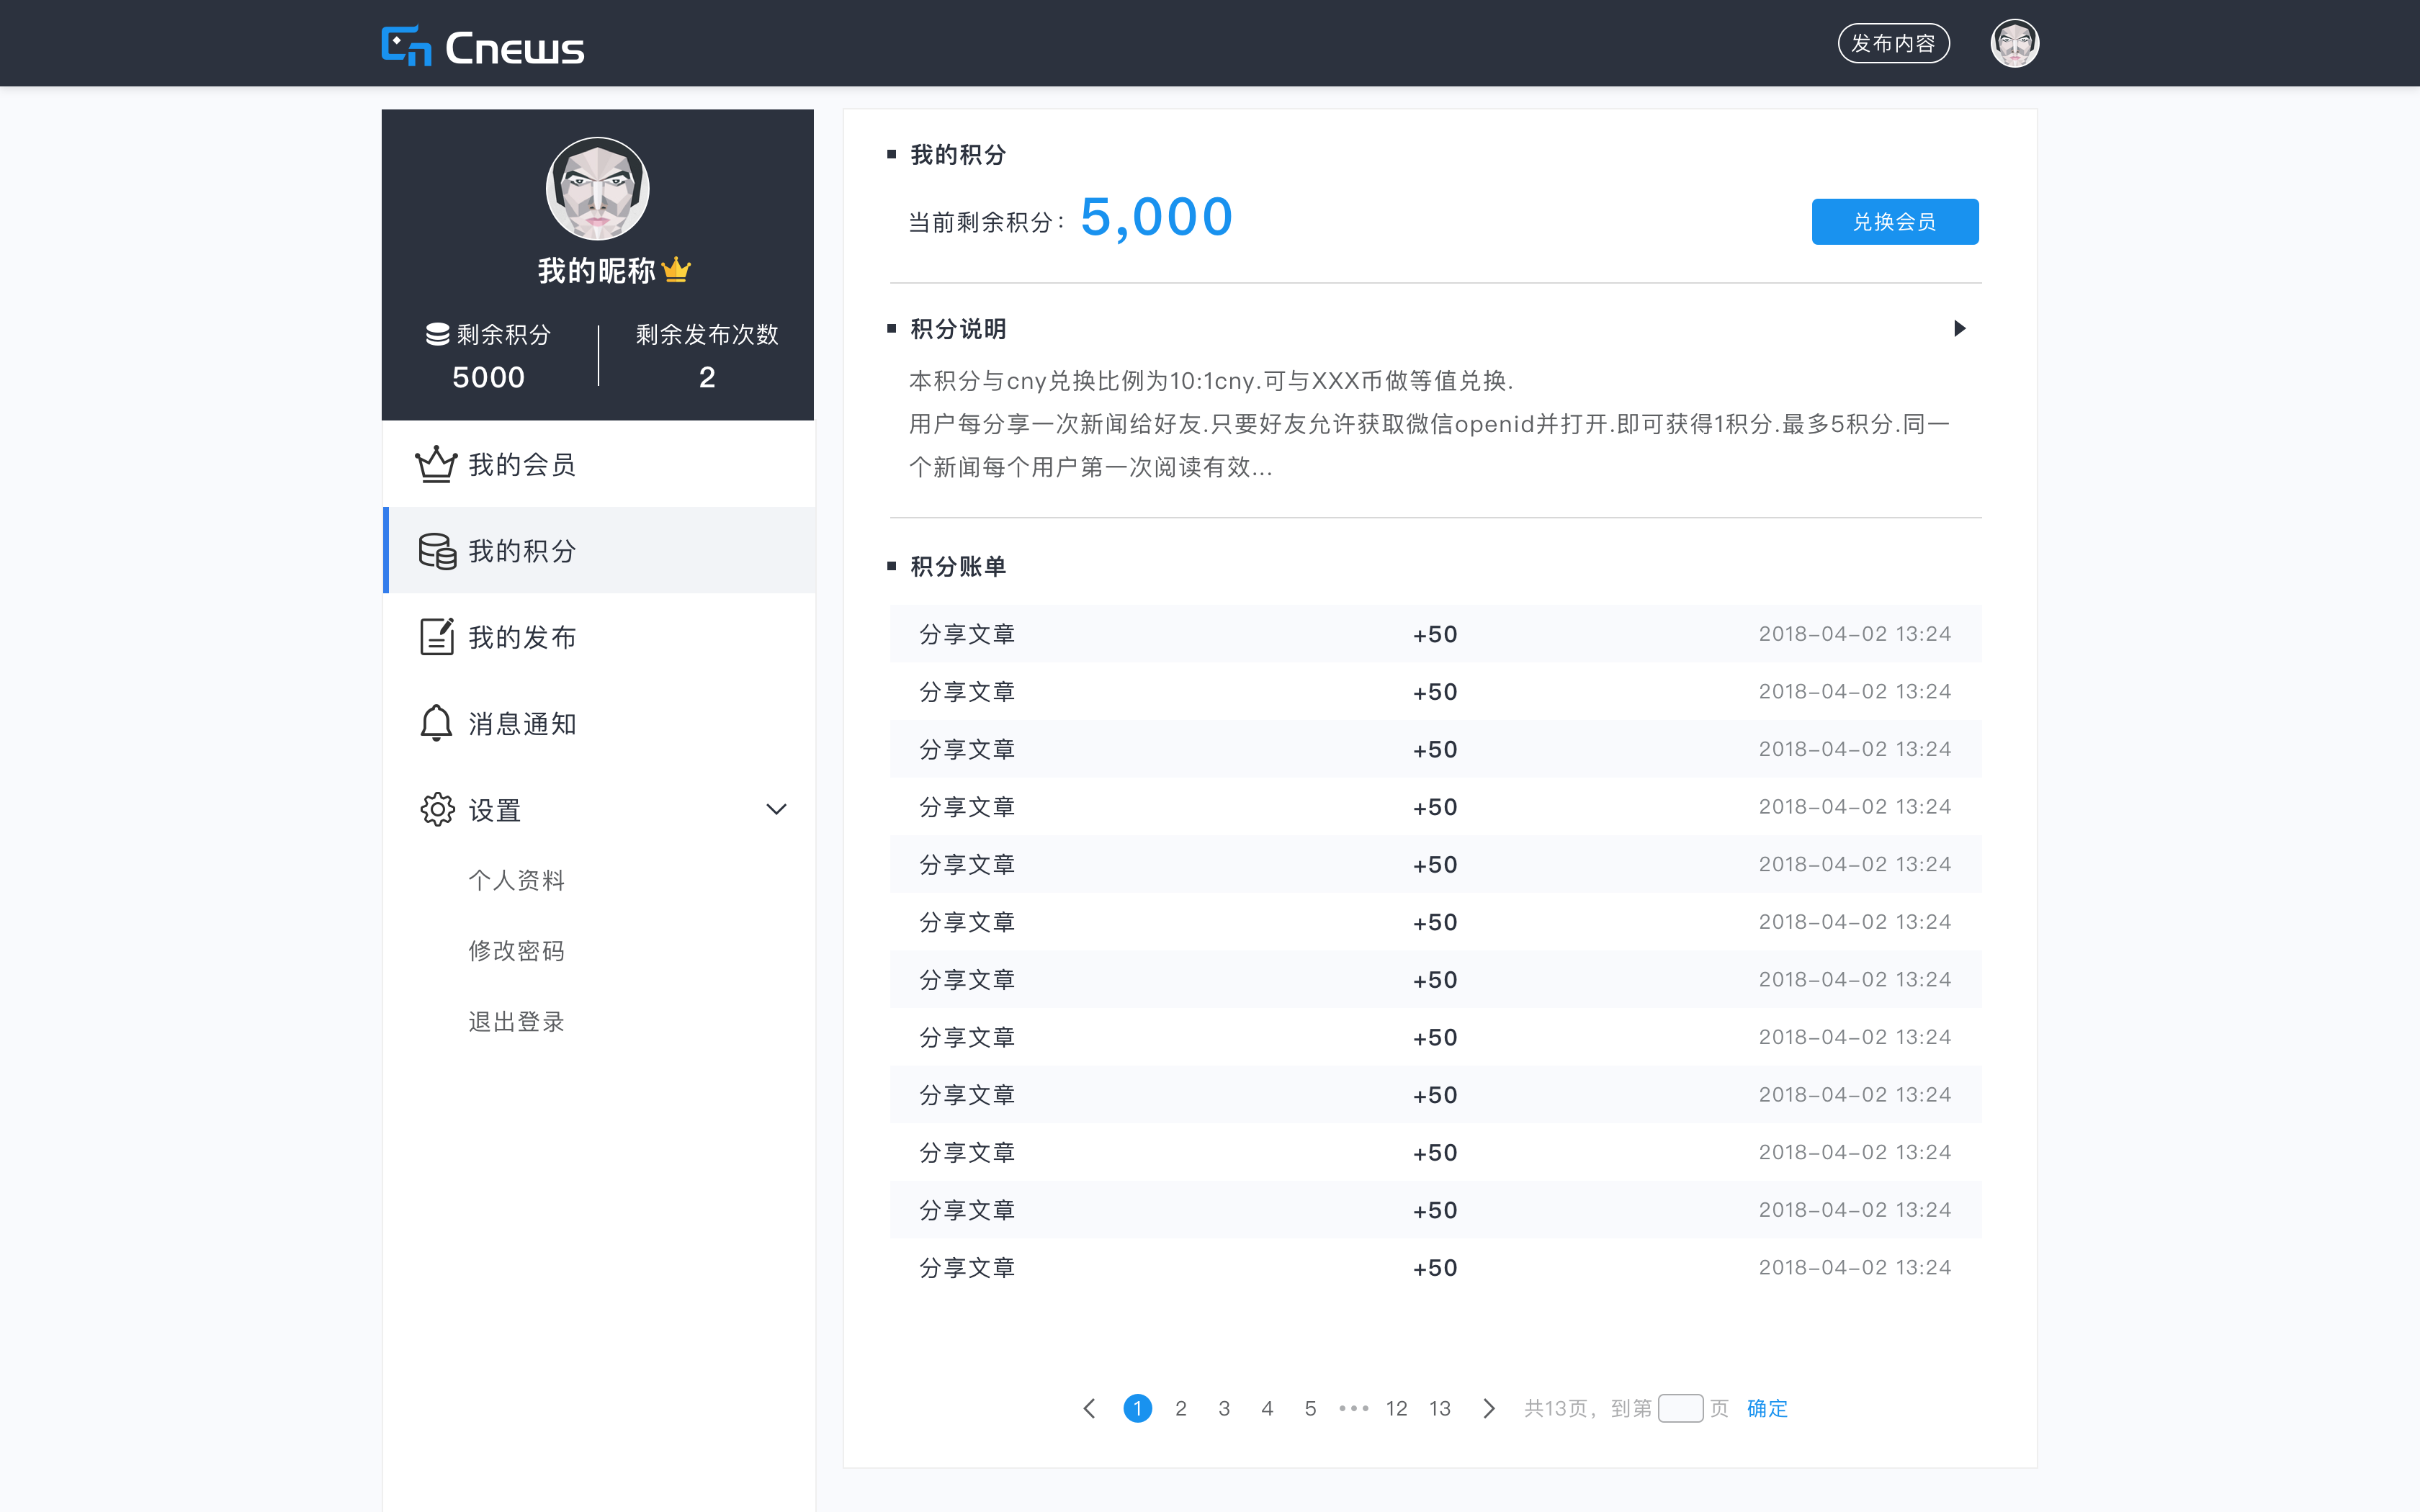 Cnews
发布内容
我的昵称
剩余积分
5000
剩余发布次数
2
我的会员
我的积分
我的发布
消息通知
设置
个人资料
修改密码
退出登录
我的积分
当前剩余积分：5,000
兑换会员
积分说明
本积分与cny兑换比例为10:1cny.可与XXX币做等值兑换.
用户每分享一次新闻给好友.只要好友允许获取微信openid并打开.即可获得1积分.最多5积分.同一
个新闻每个用户第一次阅读有效...
积分账单
分享文章 +50 2018-04-02 13:24
分享文章 +50 2018-04-02 13:24
分享文章 +50 2018-04-02 13:24
分享文章 +50 2018-04-02 13:24
分享文章 +50 2018-04-02 13:24
分享文章 +50 2018-04-02 13:24
分享文章 +50 2018-04-02 13:24
分享文章 +50 2018-04-02 13:24
分享文章 +50 2018-04-02 13:24
分享文章 +50 2018-04-02 13:24
分享文章 +50 2018-04-02 13:24
分享文章 +50 2018-04-02 13:24
1 2 3 4 5 ••• 12 13 共13页，到第 页 确定